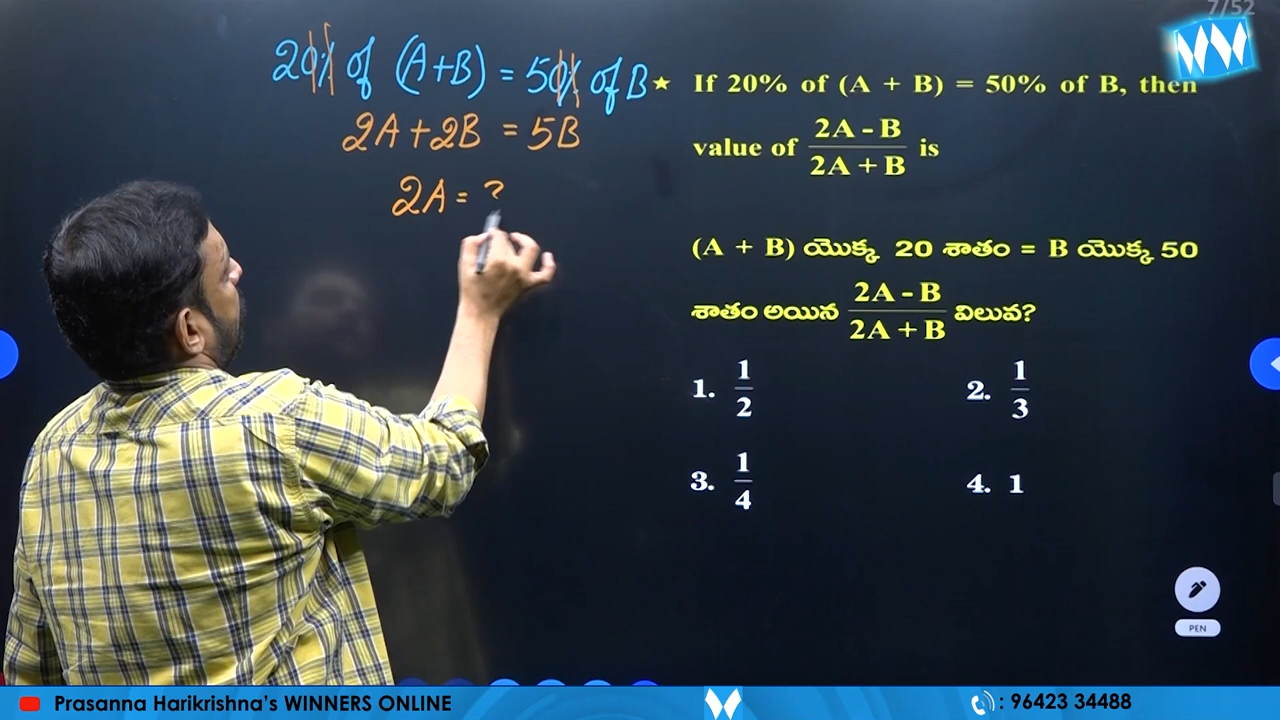 7/52
20% of (A+B) = 50% of B
2A+2B = 5B
2A =
★ If 20% of (A + B) = 50% of B, then
value of (2A - B)/(2A + B) is
(A + B) యొక్క 20 శాతం = B యొక్క 50
శాతం అయిన (2A - B)/(2A + B) విలువ?
1. 1/2 2. 1/3
3. 1/4 4. 1
PEN
Prasanna Harikrishna's WINNERS ONLINE : 96423 34488